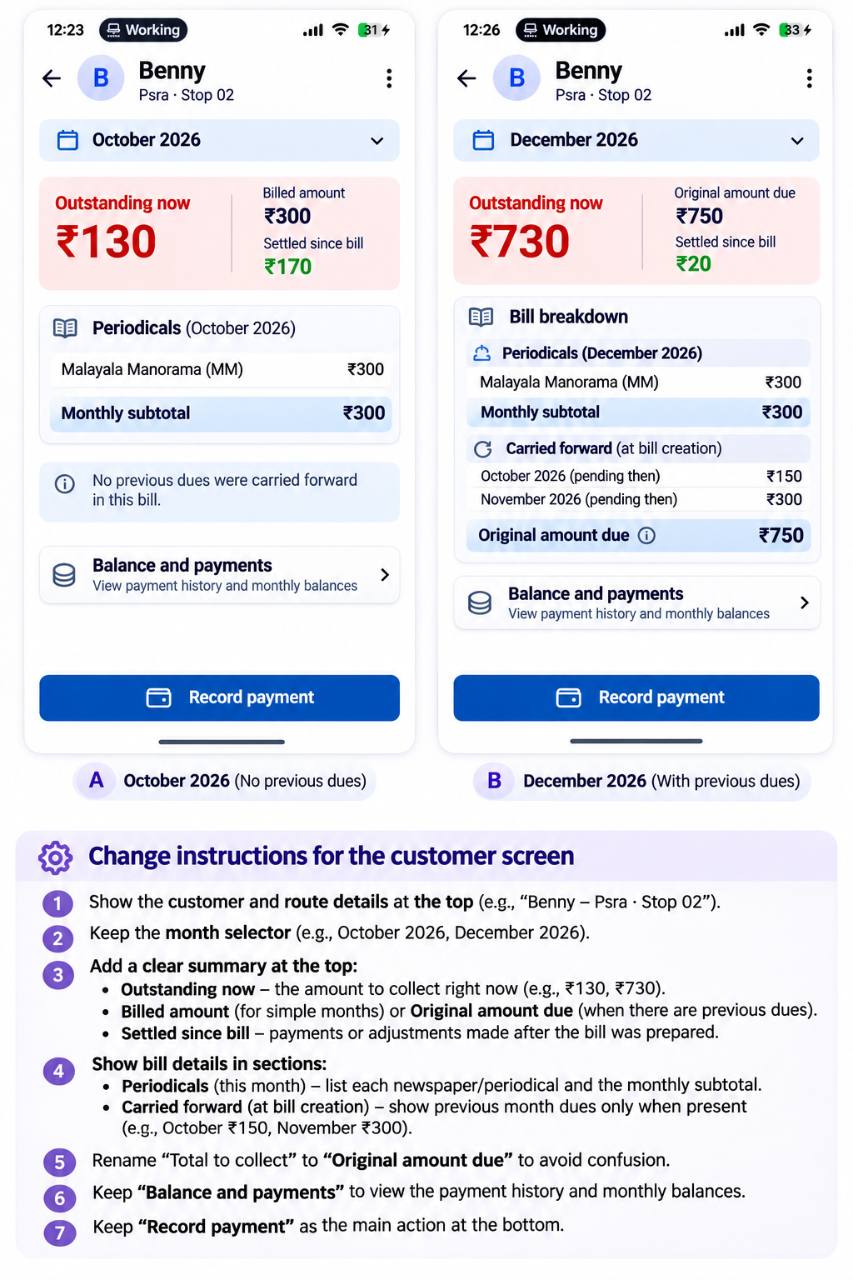 12:23 Working 31
B Benny
Psra · Stop 02
October 2026
Outstanding now
₹130
Billed amount
₹300
Settled since bill
₹170
Periodicals (October 2026)
Malayala Manorama (MM) ₹300
Monthly subtotal ₹300
No previous dues were carried forward
in this bill.
Balance and payments
View payment history and monthly balances
Record payment
A October 2026 (No previous dues)
12:26 Working 33
B Benny
Psra · Stop 02
December 2026
Outstanding now
₹730
Original amount due
₹750
Settled since bill
₹20
Bill breakdown
Periodicals (December 2026)
Malayala Manorama (MM) ₹300
Monthly subtotal ₹300
Carried forward (at bill creation)
October 2026 (pending then) ₹150
November 2026 (pending then) ₹300
Original amount due ₹750
Balance and payments
View payment history and monthly balances
Record payment
B December 2026 (With previous dues)
Change instructions for the customer screen
1 Show the customer and route details at the top (e.g., “Benny – Psra · Stop 02”).
2 Keep the month selector (e.g., October 2026, December 2026).
3 Add a clear summary at the top:
• Outstanding now – the amount to collect right now (e.g., ₹130, ₹730).
• Billed amount (for simple months) or Original amount due (when there are previous dues).
• Settled since bill – payments or adjustments made after the bill was prepared.
4 Show bill details in sections:
• Periodicals (this month) – list each newspaper/periodical and the monthly subtotal.
• Carried forward (at bill creation) – show previous month dues only when present
(e.g., October ₹150, November ₹300).
5 Rename “Total to collect” to “Original amount due” to avoid confusion.
6 Keep “Balance and payments” to view the payment history and monthly balances.
7 Keep “Record payment” as the main action at the bottom.